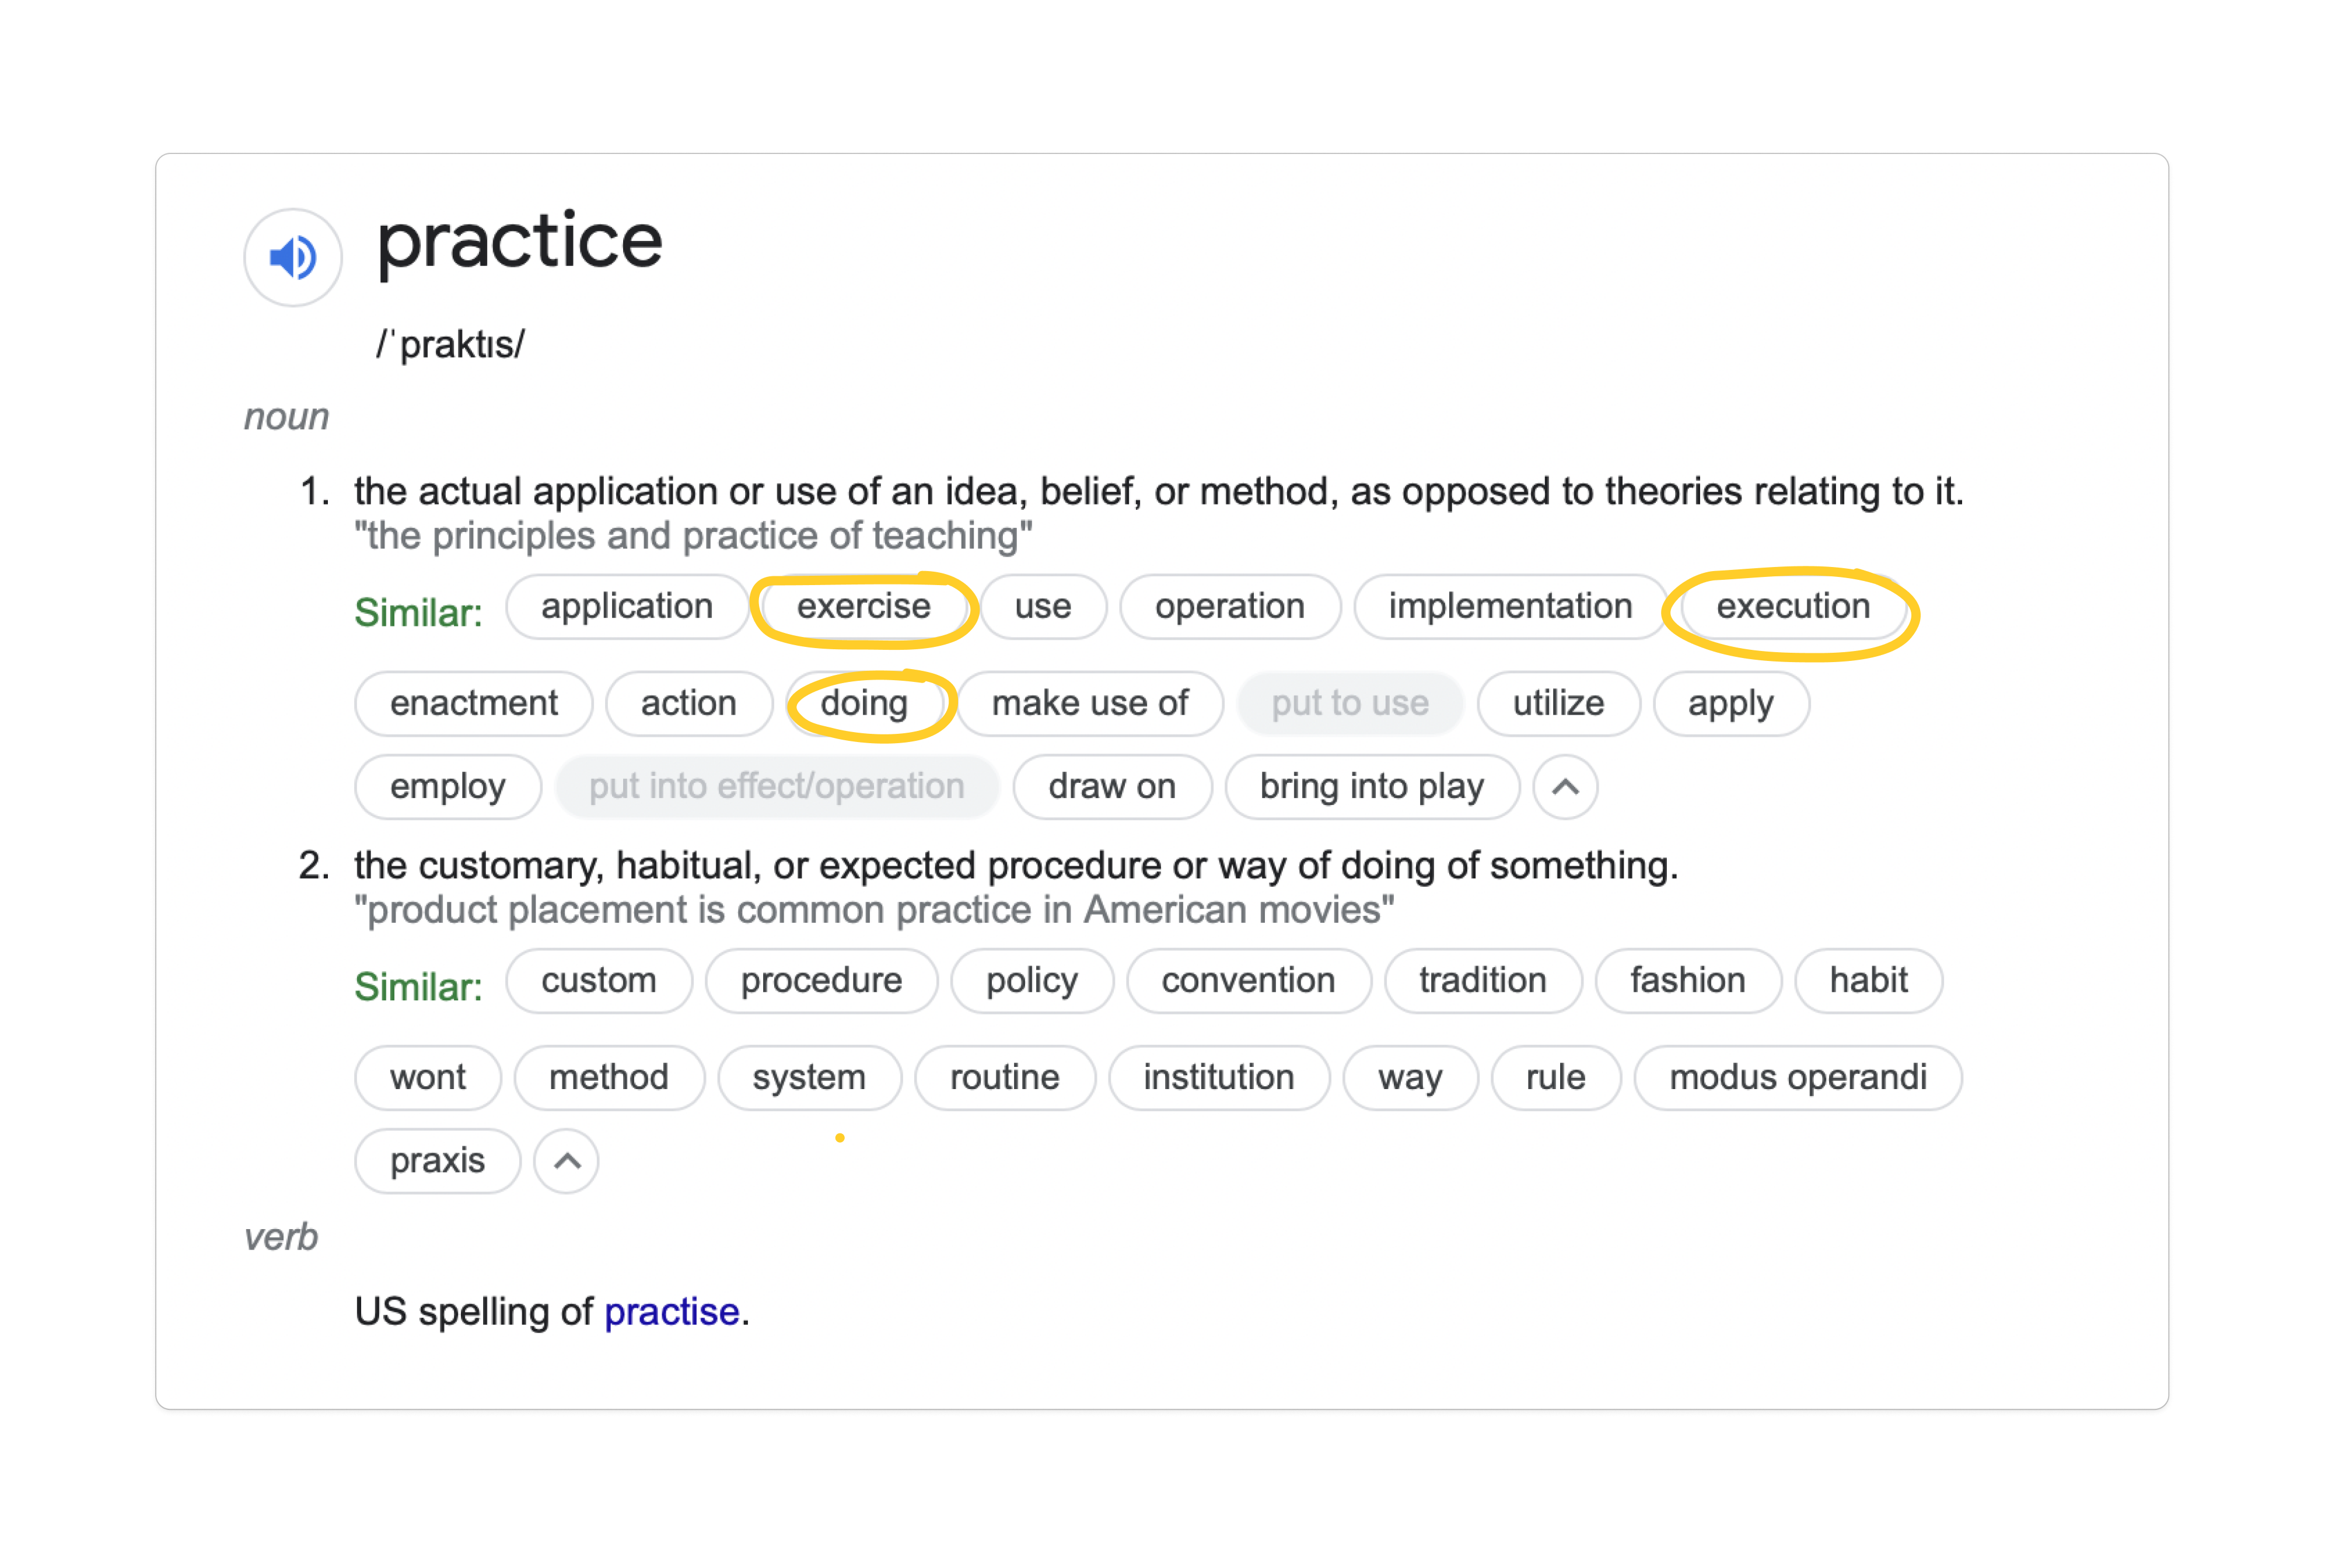 practice
/ˈpraktɪs/
noun
1. the actual application or use of an idea, belief, or method, as opposed to theories relating to it.
"the principles and practice of teaching"
Similar: application exercise use operation implementation execution
enactment action doing make use of put to use utilize apply
employ put into effect/operation draw on bring into play
2. the customary, habitual, or expected procedure or way of doing of something.
"product placement is common practice in American movies"
Similar: custom procedure policy convention tradition fashion habit
wont method system routine institution way rule modus operandi
praxis
verb
US spelling of practise.